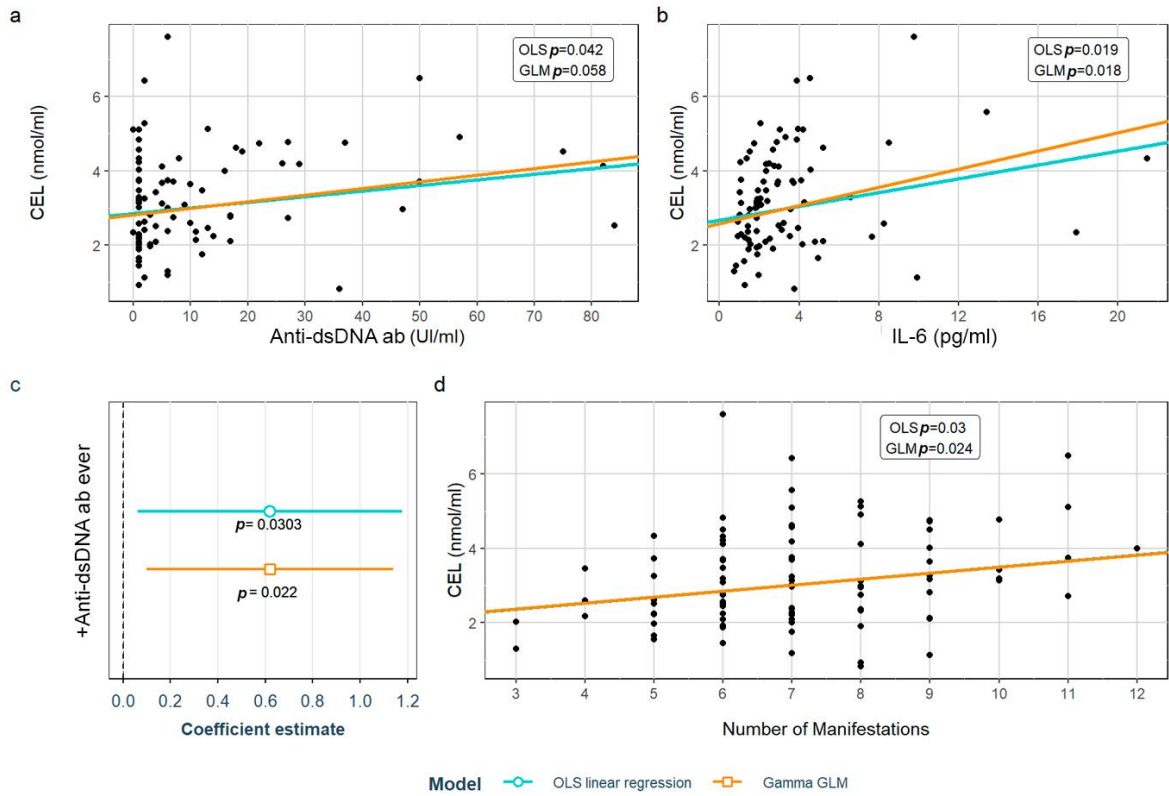 a
OLS p=0.042
GLM p=0.058
CEL (nmol/ml)
6
4
2
0 10 20 30 40 50 60 70 80
Anti-dsDNA ab (UI/ml)
b
OLS p=0.019
GLM p=0.018
CEL (nmol/ml)
6
4
2
0 4 8 12 16 20
IL-6 (pg/ml)
c
+Anti-dsDNA ab ever
p= 0.0303
p= 0.022
0.0 0.2 0.4 0.6 0.8 1.0 1.2
Coefficient estimate
d
OLS p=0.03
GLM p=0.024
CEL (nmol/ml)
6
4
2
3 4 5 6 7 8 9 10 11 12
Number of Manifestations
Model OLS linear regression Gamma GLM